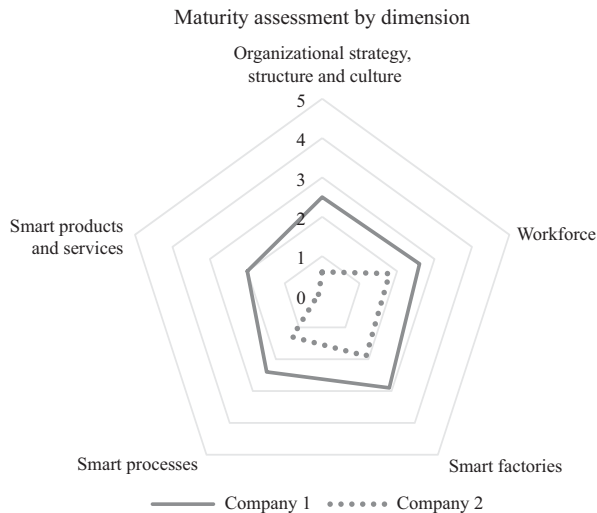 Maturity assessment by dimension
Organizational strategy,
structure and culture
5
4
3
2
1
0
Smart products
and services
Workforce
Smart processes
Smart factories
Company 1
Company 2